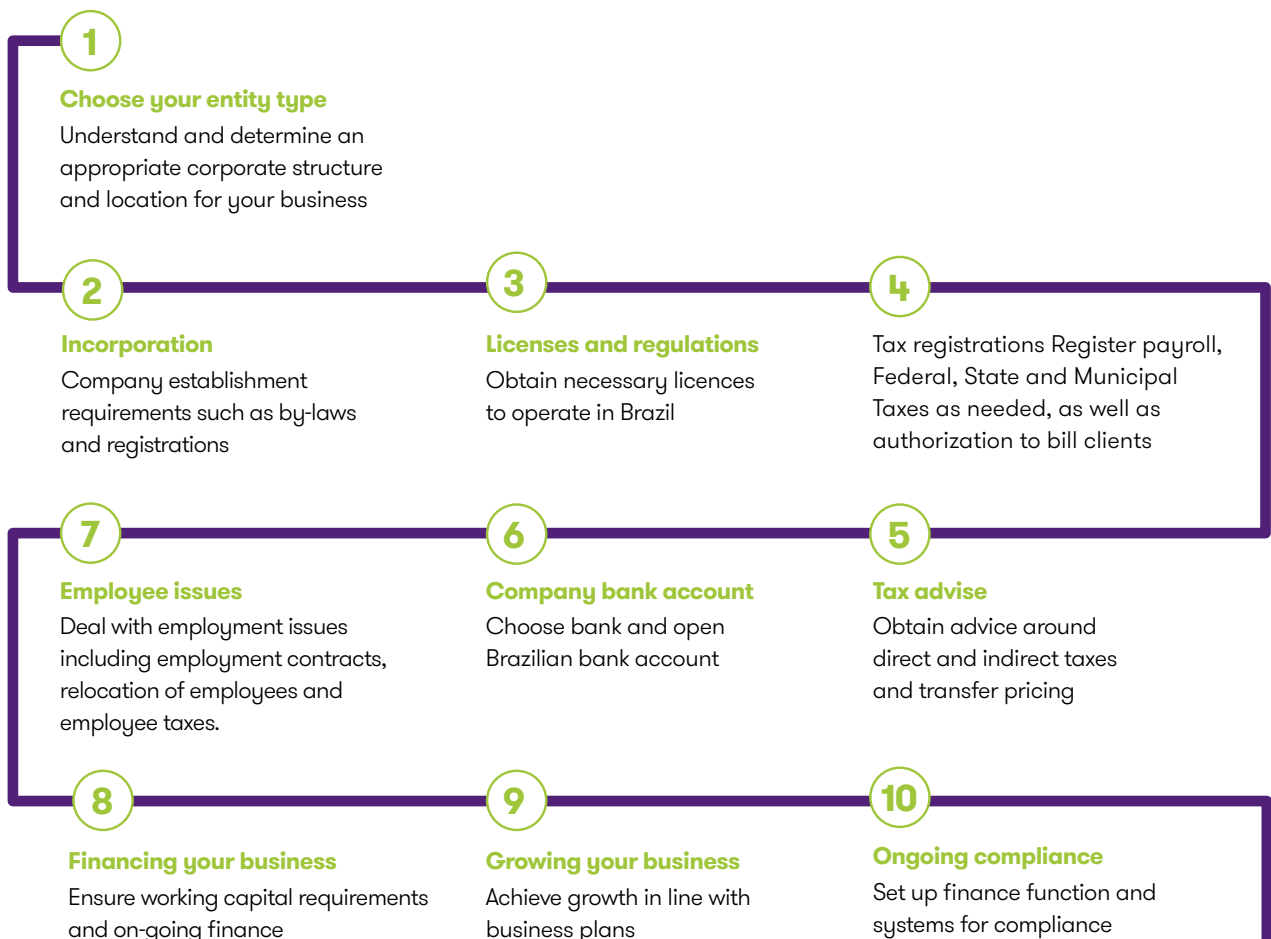 1
Choose your entity type
Understand and determine an
appropriate corporate structure
and location for your business
2
Incorporation
Company establishment
requirements such as by-laws
and registrations
3
Licenses and regulations
Obtain necessary licences
to operate in Brazil
4
Tax registrations Register payroll,
Federal, State and Municipal
Taxes as needed, as well as
authorization to bill clients
5
Tax advise
Obtain advice around
direct and indirect taxes
and transfer pricing
6
Company bank account
Choose bank and open
Brazilian bank account
7
Employee issues
Deal with employment issues
including employment contracts,
relocation of employees and
employee taxes.
8
Financing your business
Ensure working capital requirements
and on-going finance
9
Growing your business
Achieve growth in line with
business plans
10
Ongoing compliance
Set up finance function and
systems for compliance